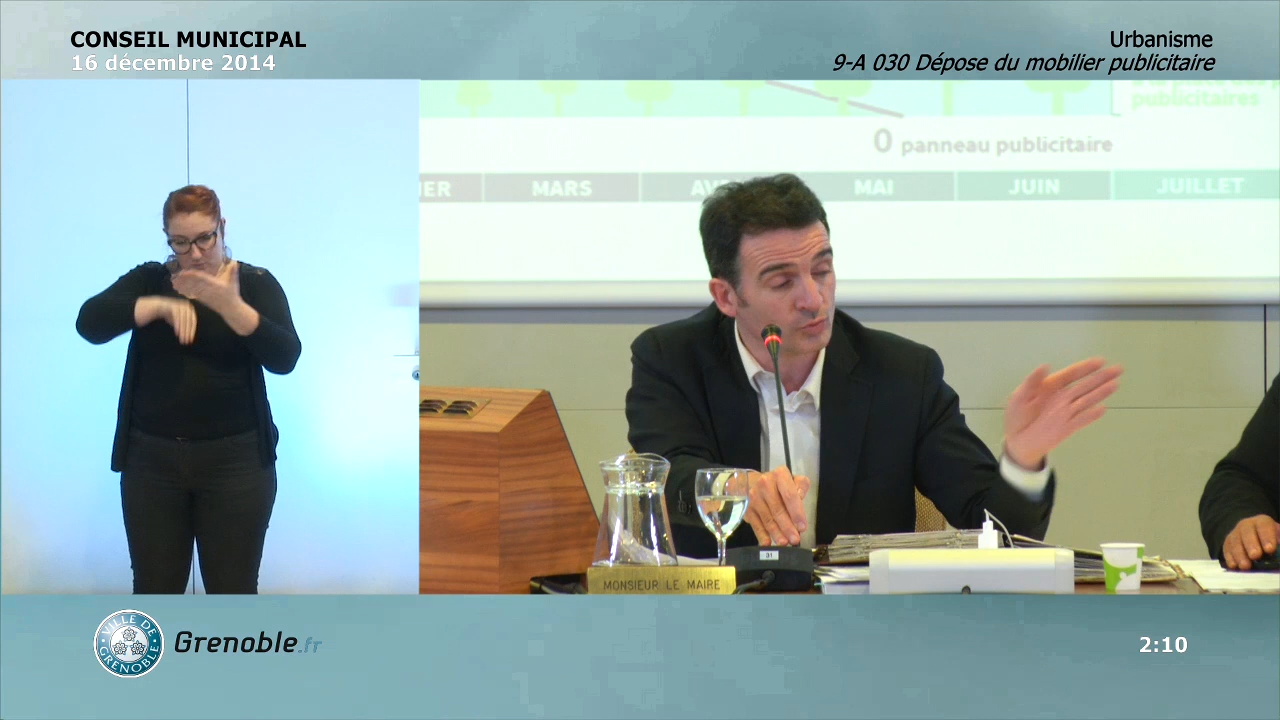 CONSEIL MUNICIPAL
16 décembre 2014
Urbanisme
9-A 030 Dépose du mobilier publicitaire
publicitaires
0 panneau publicitaire
MARS
MAI
JUIN
JUILLET
31
MONSIEUR LE MAIRE
VILLE DE GRENOBLE
Grenoble.fr
2:10